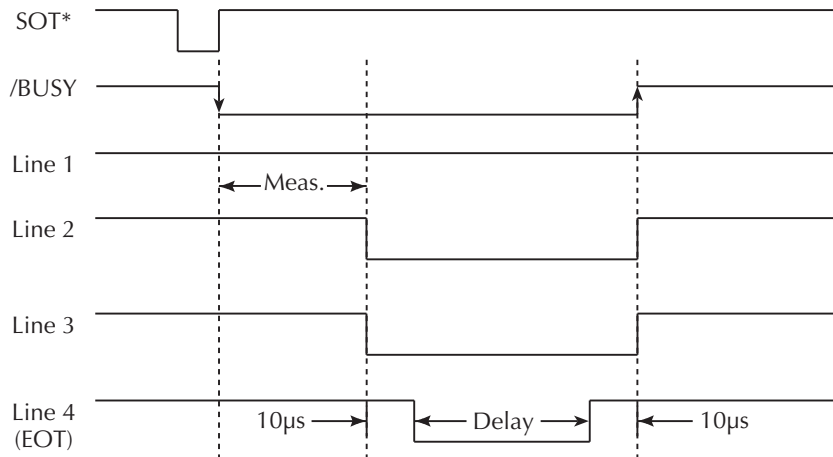 SOT*
/BUSY
Line 1
Meas.
Line 2
Line 3
Line 4
(EOT)
10µs
Delay
10µs